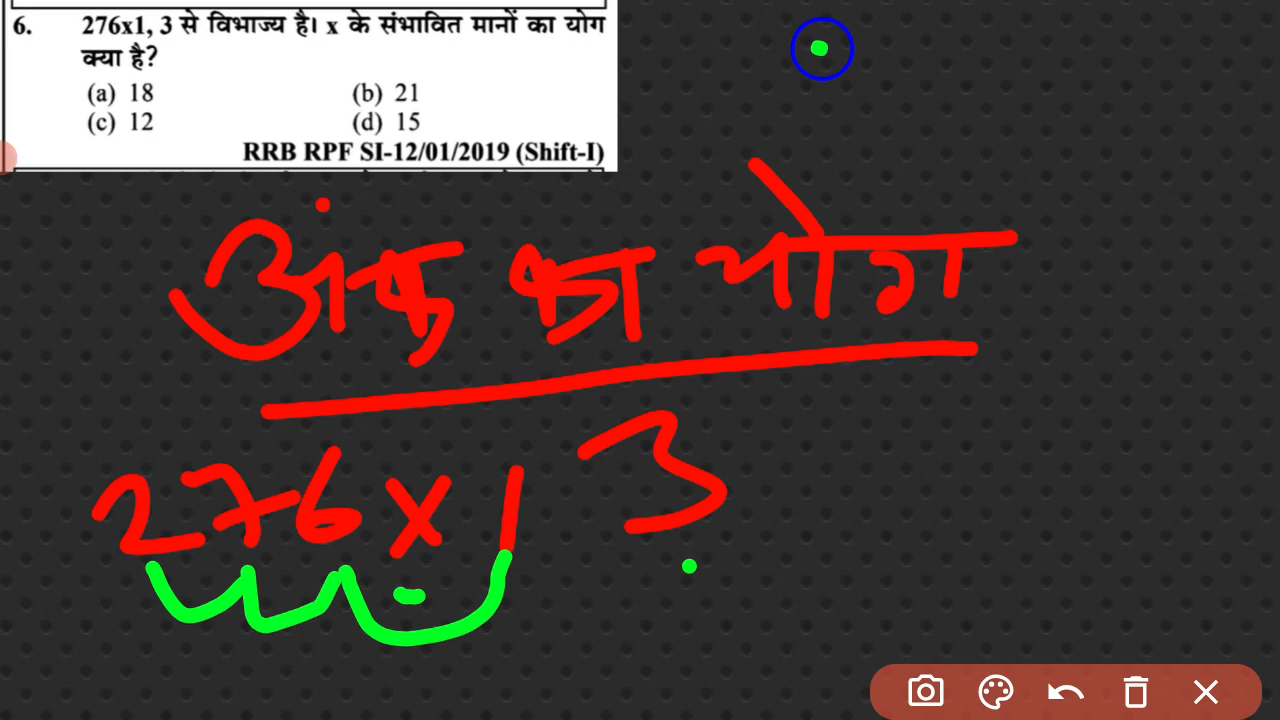 6. 276x1, 3 से विभाज्य है। x के संभावित मानों का योग
क्या है?
(a) 18 (b) 21
(c) 12 (d) 15
RRB RPF SI-12/01/2019 (Shift-I)
अंक का योग
276x1 3